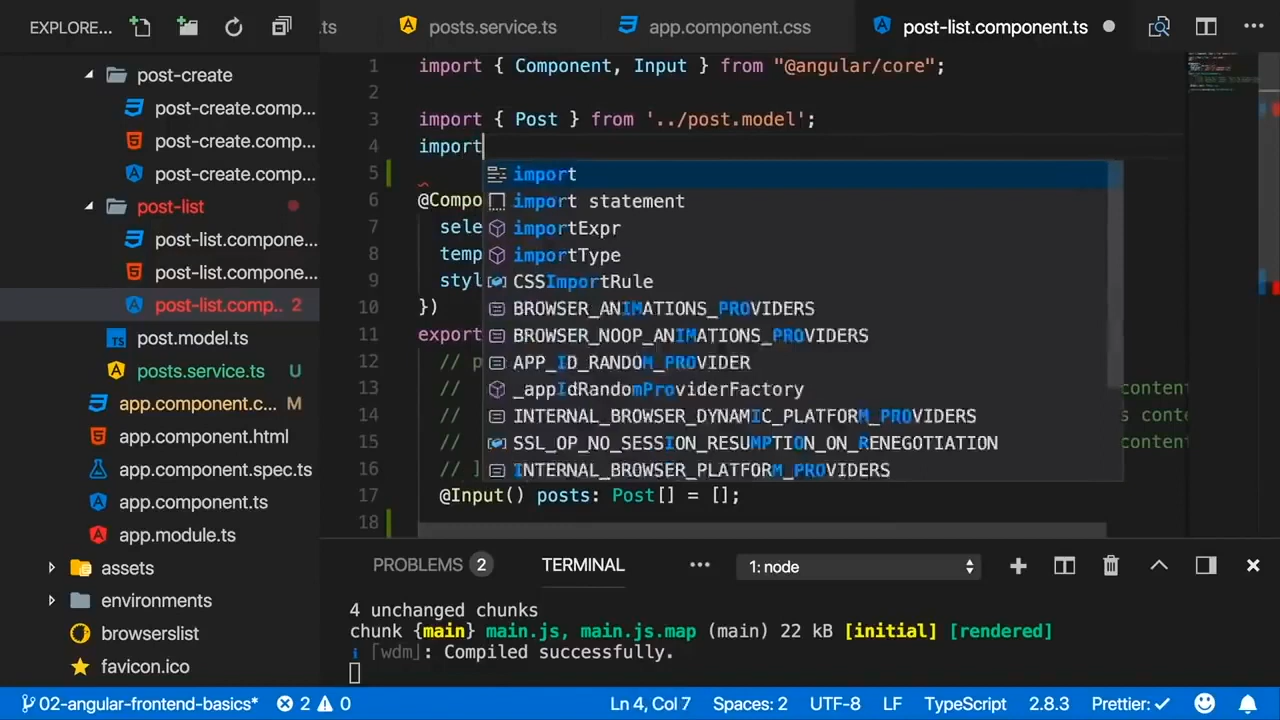 EXPLORE...
.ts
posts.service.ts
app.component.css
post-list.component.ts
post-create
post-create.comp...
post-create.comp...
post-create.comp...
post-list
post-list.compone...
post-list.compone...
post-list.comp... 2
post.model.ts
posts.service.ts U
app.component.c... M
app.component.html
app.component.spec.ts
app.component.ts
app.module.ts
assets
environments
browserslist
favicon.ico
1 import { Component, Input } from "@angular/core";
2
3 import { Post } from '../post.model';
4 import
5
6 @Compo
7 sele
8 temp
9 styl
10 })
11 export
12 // p
13 // content
14 // s conte
15 // content
16 // ]
17 @Input() posts: Post[] = [];
18
import
import statement
importExpr
importType
CSSImportRule
BROWSER_ANIMATIONS_PROVIDERS
BROWSER_NOOP_ANIMATIONS_PROVIDERS
APP_ID_RANDOM_PROVIDER
_appIdRandomProviderFactory
INTERNAL_BROWSER_DYNAMIC_PLATFORM_PROVIDERS
SSL_OP_NO_SESSION_RESUMPTION_ON_RENEGOTIATION
INTERNAL_BROWSER_PLATFORM_PROVIDERS
PROBLEMS 2 TERMINAL ... 1: node
4 unchanged chunks
chunk {main} main.js, main.js.map (main) 22 kB [initial] [rendered]
i ｢wdm｣: Compiled successfully.
02-angular-frontend-basics* 2 0 Ln 4, Col 7 Spaces: 2 UTF-8 LF TypeScript 2.8.3 Prettier: ✓